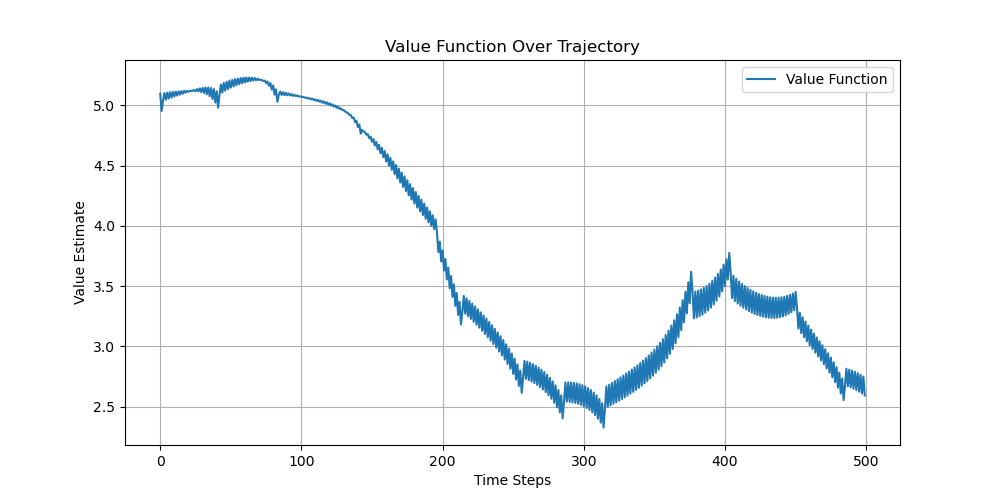 Value Function Over Trajectory
Value Function
Value Estimate
5.0
4.5
4.0
3.5
3.0
2.5
0 100 200 300 400 500
Time Steps